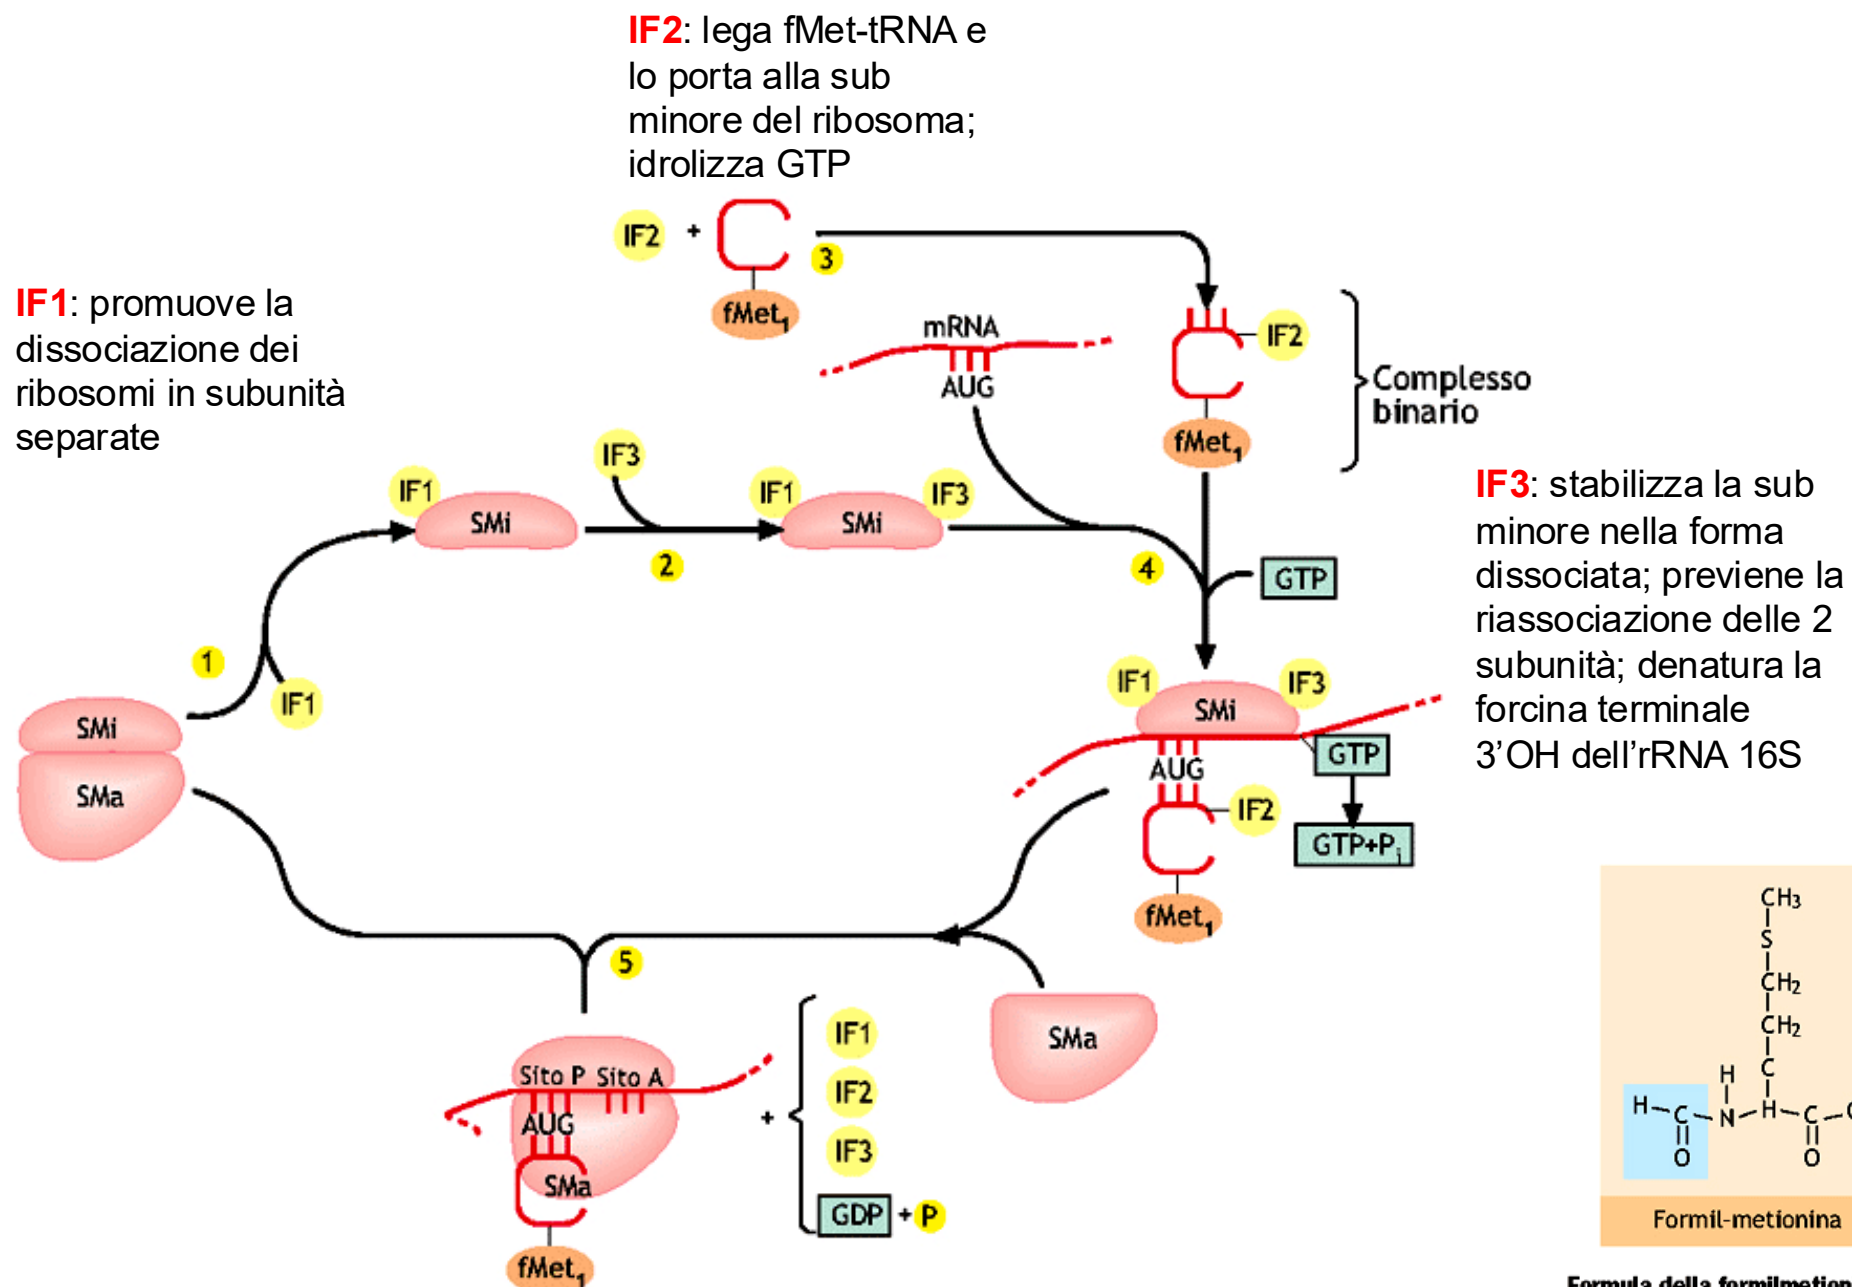 IF2: lega fMet-tRNA e
lo porta alla sub
minore del ribosoma;
idrolizza GTP
IF2 +
3
fMet1
IF1: promuove la
dissociazione dei
ribosomi in subunità
separate
mRNA
AUG
IF2
fMet1
Complesso
binario
IF3: stabilizza la sub
minore nella forma
dissociata; previene la
riassociazione delle 2
subunità; denatura la
forcina terminale
3'OH dell'rRNA 16S
IF3
IF1
SMi
2
IF1
IF3
SMi
4
GTP
1
IF1
SMi
SMa
IF1
IF3
SMi
AUG
GTP
IF2
GTP+Pi
fMet1
5
SMa
Sito P Sito A
AUG
SMa
fMet1
+
IF1
IF2
IF3
GDP + P
CH3
S
CH2
CH2
H C
H C N H C
O O
Formil-metionina
Formula della